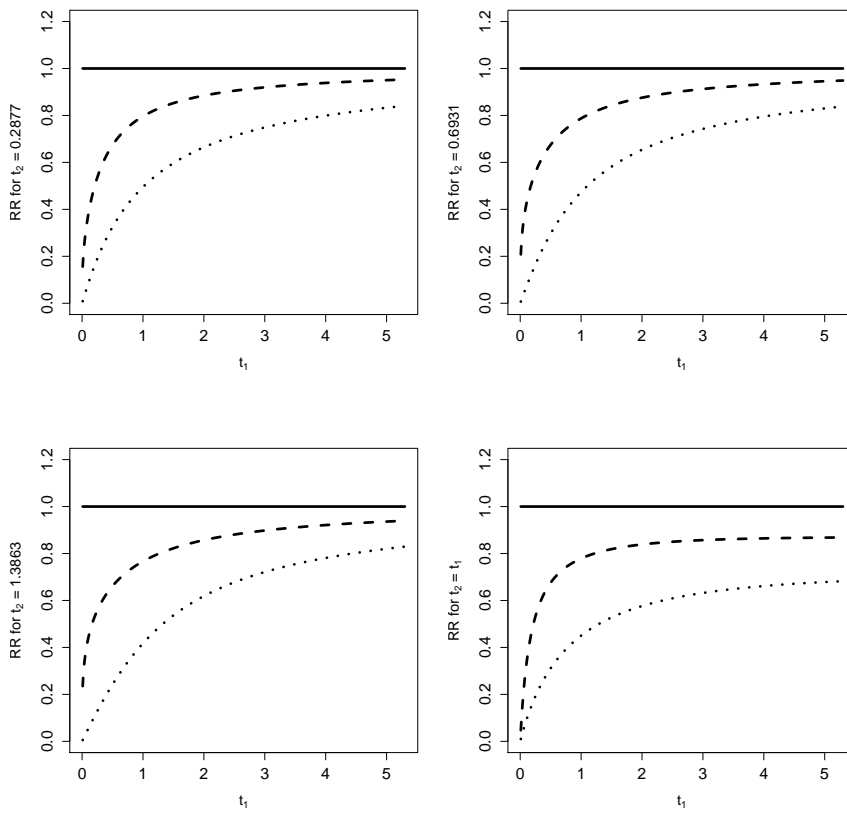 RR for t₂ = 0.2877
0.0 0.2 0.4 0.6 0.8 1.0 1.2
0 1 2 3 4 5
t₁
RR for t₂ = 0.6931
0.0 0.2 0.4 0.6 0.8 1.0 1.2
0 1 2 3 4 5
t₁
RR for t₂ = 1.3863
0.0 0.2 0.4 0.6 0.8 1.0 1.2
0 1 2 3 4 5
t₁
RR for t₂ = t₁
0.0 0.2 0.4 0.6 0.8 1.0 1.2
0 1 2 3 4 5
t₁